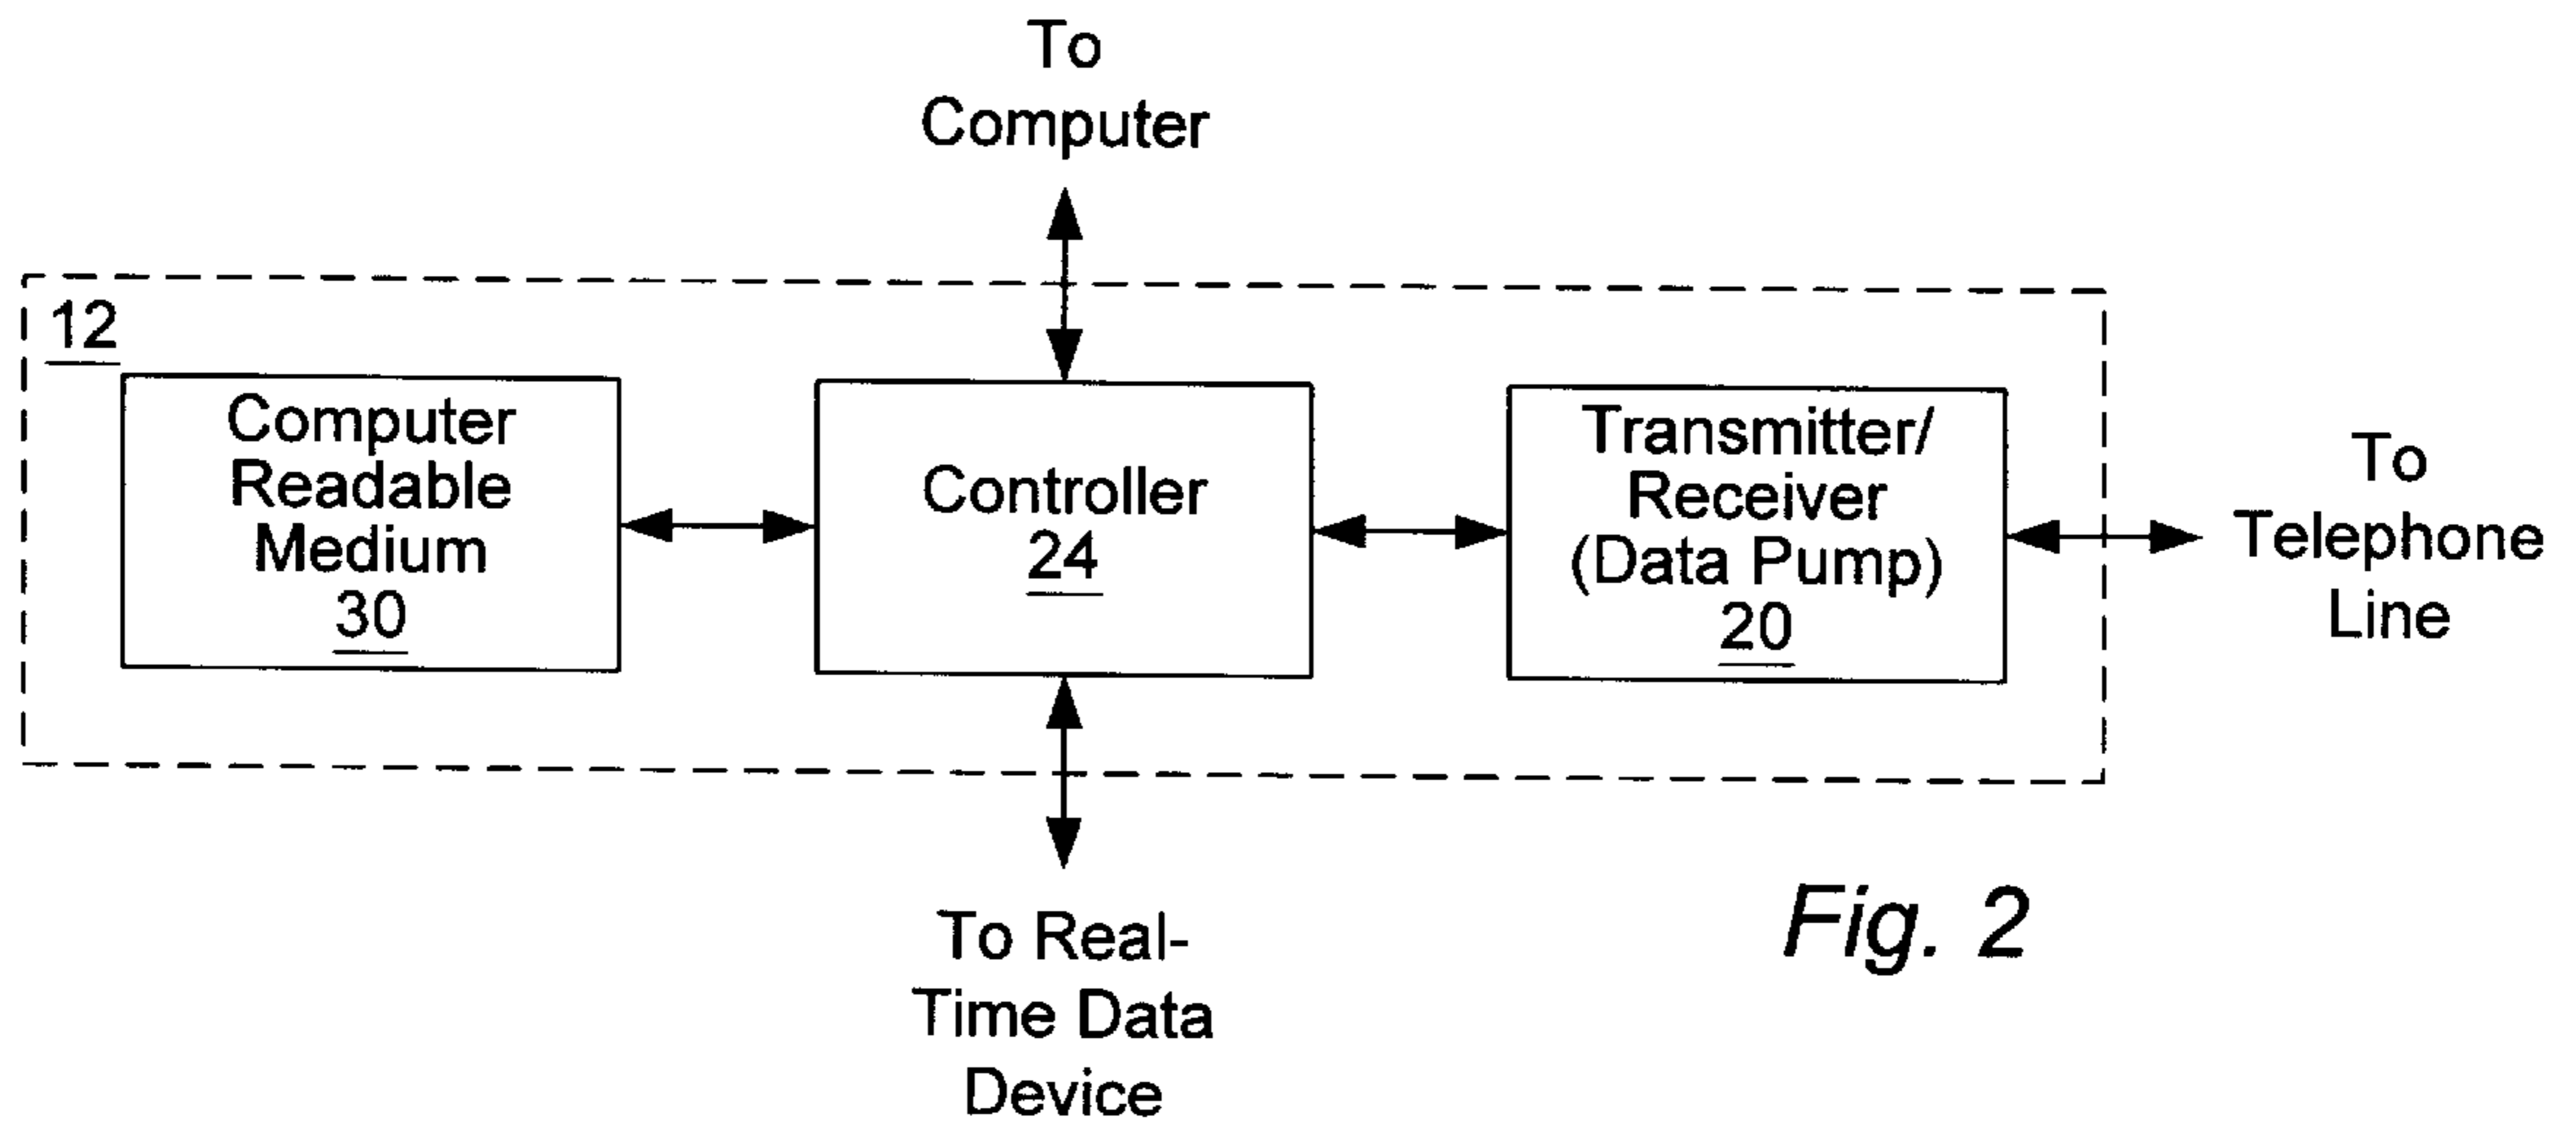 To
Computer
12
Computer
Readable
Medium
30
Controller
24
Transmitter/
Receiver
(Data Pump)
20
To
Telephone
Line
To Real-
Time Data
Device
Fig. 2